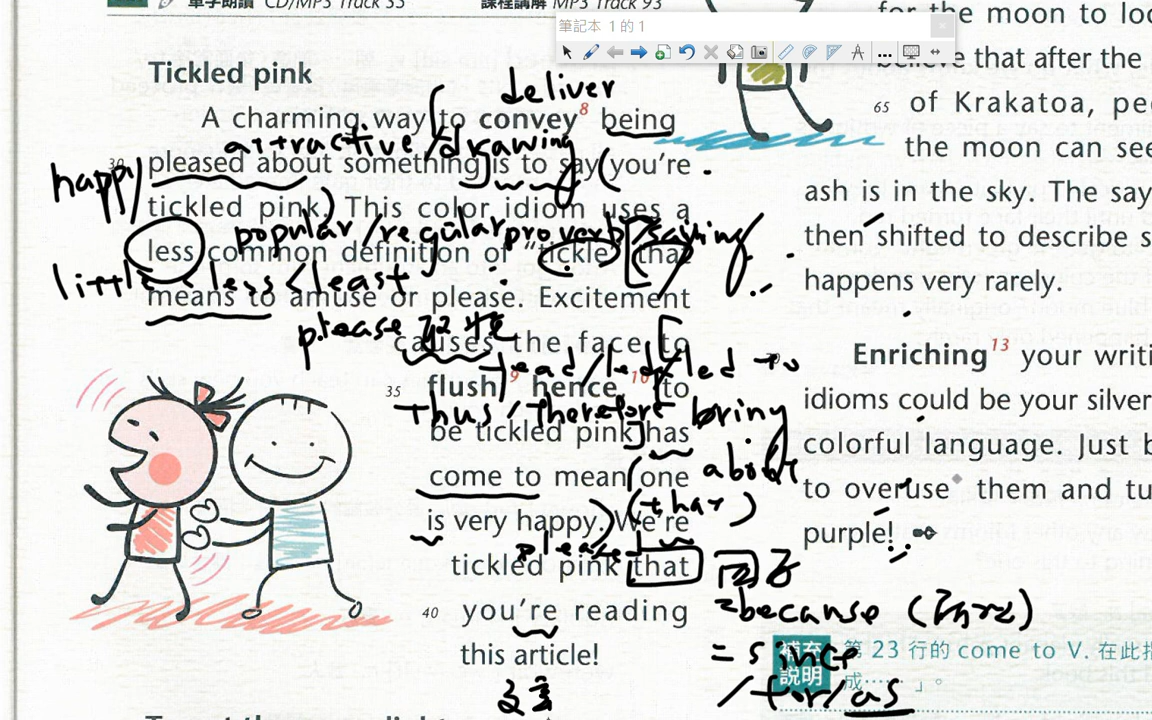 單字朗讀 CD/MP3 Track 35
課程講解 MP3 Track 93
筆記本 1 的 1
Tickled pink
deliver
A charming way to convey8 being
attractive/drawing
30 pleased about something is to say you're
happy
tickled pink. This color idiom uses a
popular/regular proverb/saying
less common definition of "tickle" that
little < less < least
means to amuse or please. Excitement
please
causes the face to
lead/led/led to
35 flush9 hence10 to
thus/therefore bring
be tickled pink has
about
come to mean one
(that)
is very happy. We're
pleased
tickled pink that
因為
=because
40 you're reading
= since
this article!
/for/as
for the moon to loo
believe that after the
65 of Krakatoa, peo
the moon can see
ash is in the sky. The say
then shifted to describe s
happens very rarely.
Enriching13 your writi
idioms could be your silver
colorful language. Just b
to overuse them and tu
purple!
補充
說明
第 23 行的 come to V. 在此指
成……」。